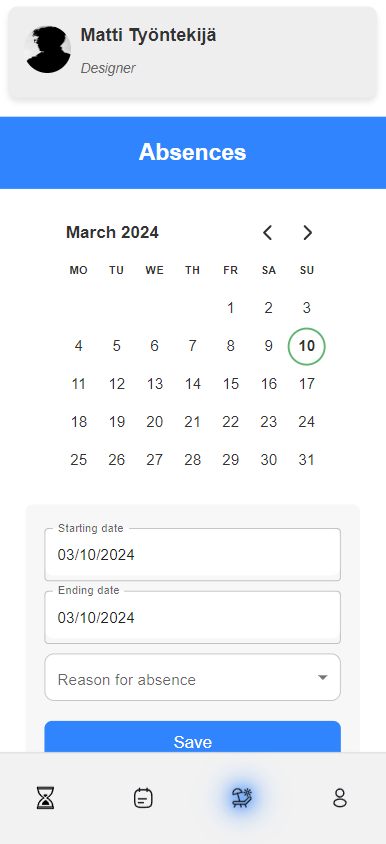 Matti Työntekijä
Designer
Absences
March 2024
MO TU WE TH FR SA SU
1 2 3
4 5 6 7 8 9 10
11 12 13 14 15 16 17
18 19 20 21 22 23 24
25 26 27 28 29 30 31
Starting date
03/10/2024
Ending date
03/10/2024
Reason for absence
Save